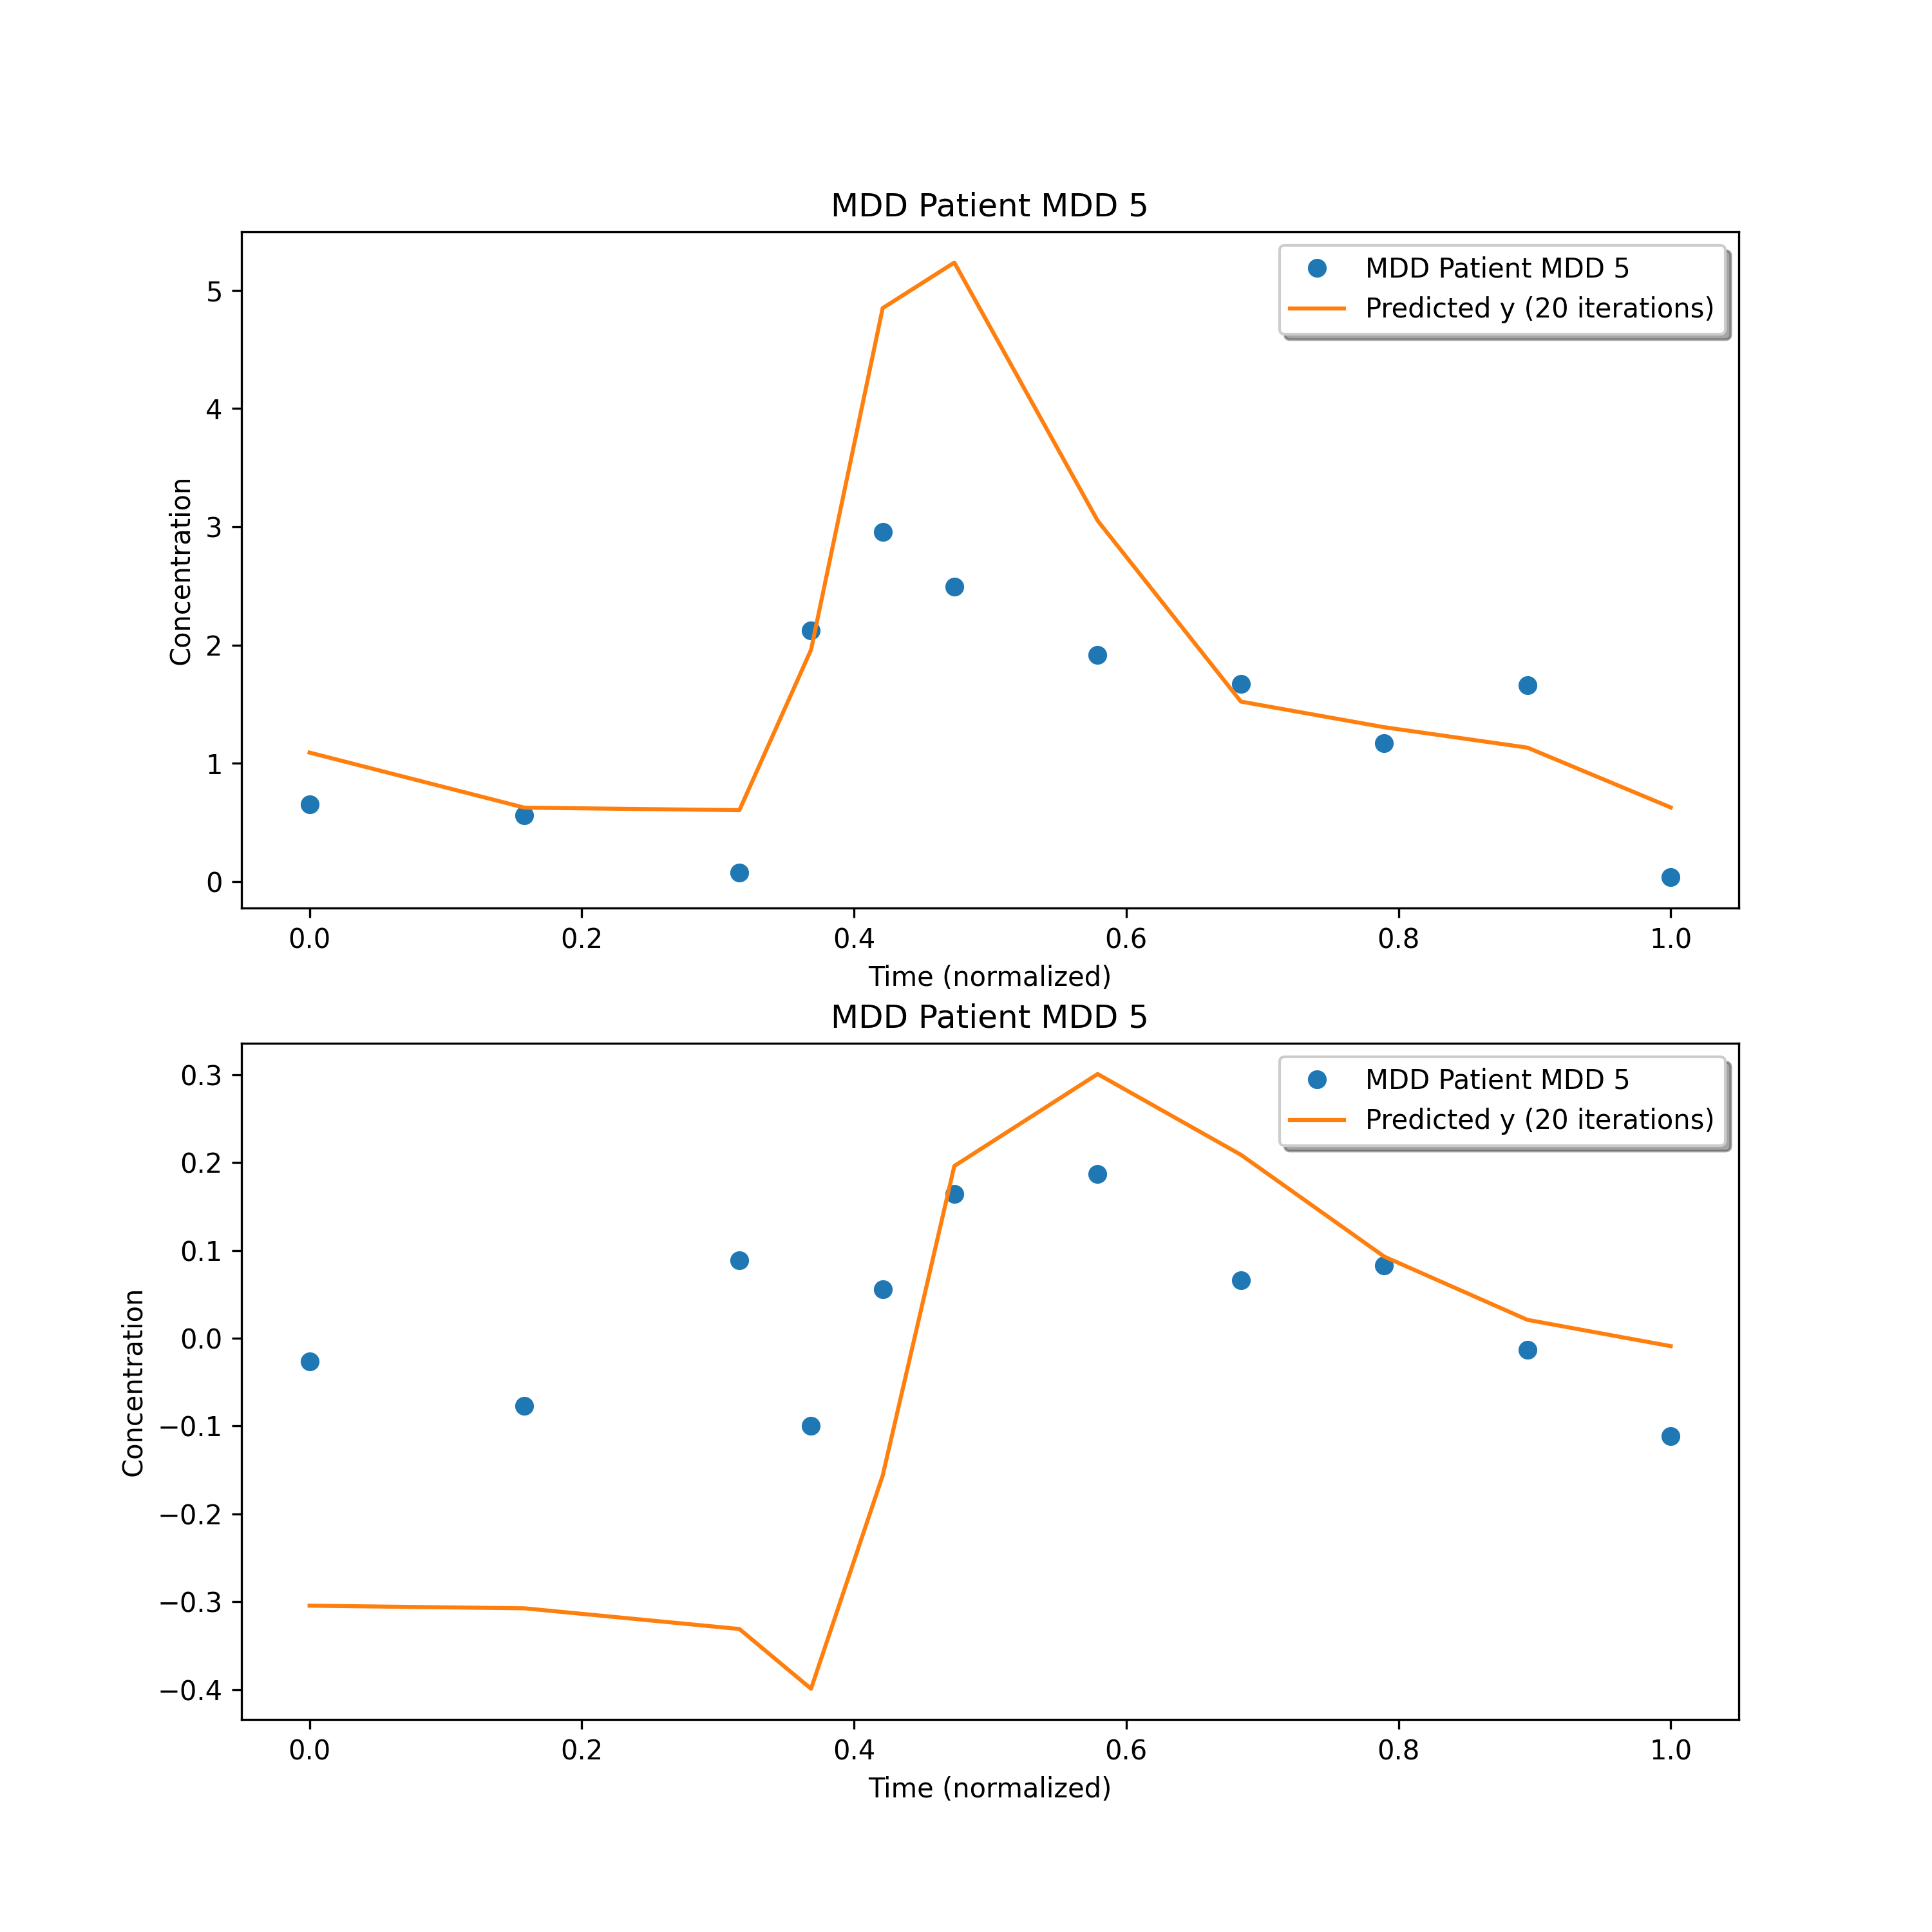 MDD Patient MDD 5
MDD Patient MDD 5
Predicted y (20 iterations)
5
4
3
2
1
0
Concentration
0.0 0.2 0.4 0.6 0.8 1.0
Time (normalized)
MDD Patient MDD 5
MDD Patient MDD 5
Predicted y (20 iterations)
0.3
0.2
0.1
0.0
−0.1
−0.2
−0.3
−0.4
Concentration
0.0 0.2 0.4 0.6 0.8 1.0
Time (normalized)